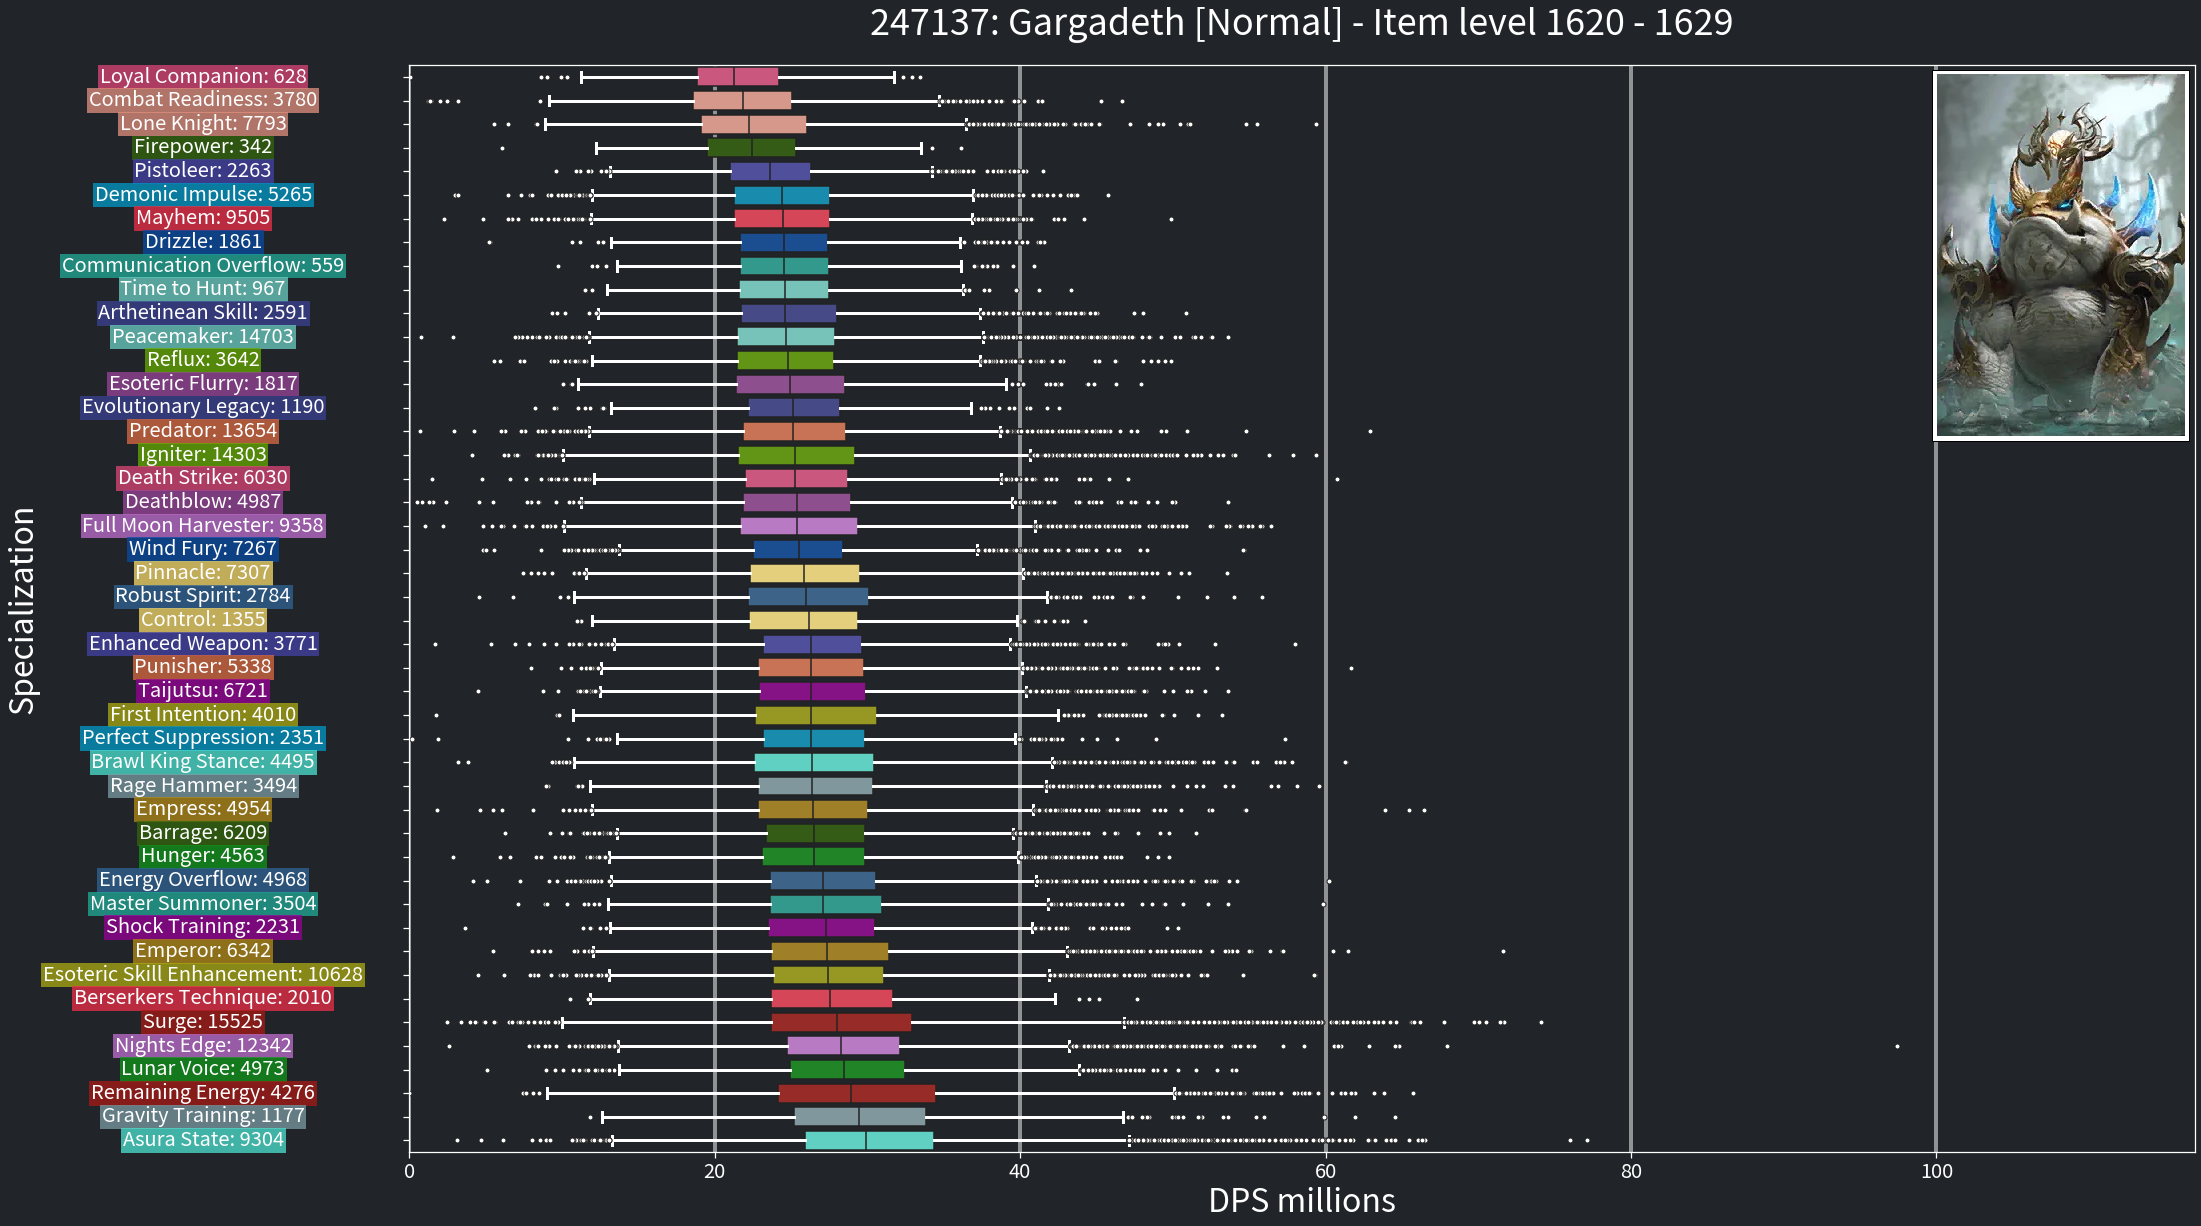 247137: Gargadeth [Normal] - Item level 1620 - 1629
Specialization
Loyal Companion: 628
Combat Readiness: 3780
Lone Knight: 7793
Firepower: 342
Pistoleer: 2263
Demonic Impulse: 5265
Mayhem: 9505
Drizzle: 1861
Communication Overflow: 559
Time to Hunt: 967
Arthetinean Skill: 2591
Peacemaker: 14703
Reflux: 3642
Esoteric Flurry: 1817
Evolutionary Legacy: 1190
Predator: 13654
Igniter: 14303
Death Strike: 6030
Deathblow: 4987
Full Moon Harvester: 9358
Wind Fury: 7267
Pinnacle: 7307
Robust Spirit: 2784
Control: 1355
Enhanced Weapon: 3771
Punisher: 5338
Taijutsu: 6721
First Intention: 4010
Perfect Suppression: 2351
Brawl King Stance: 4495
Rage Hammer: 3494
Empress: 4954
Barrage: 6209
Hunger: 4563
Energy Overflow: 4968
Master Summoner: 3504
Shock Training: 2231
Emperor: 6342
Esoteric Skill Enhancement: 10628
Berserkers Technique: 2010
Surge: 15525
Nights Edge: 12342
Lunar Voice: 4973
Remaining Energy: 4276
Gravity Training: 1177
Asura State: 9304
0 20 40 60 80 100
DPS millions